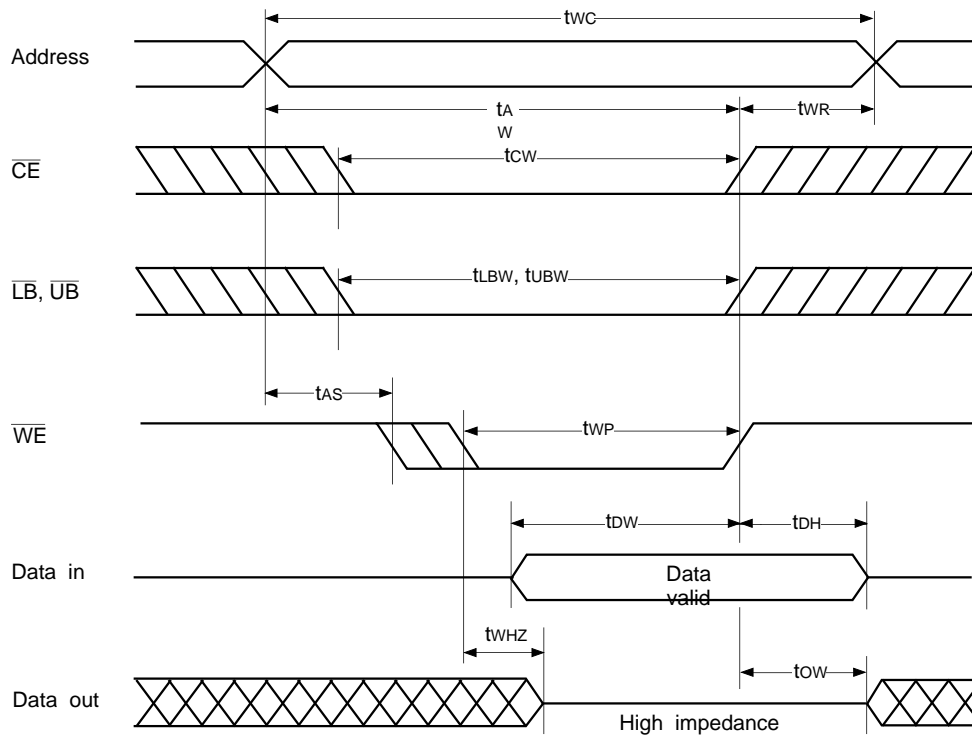 tWC
Address
tA
W
tWR
tCW
CE
tLBW, tUBW
LB, UB
tAS
WE
tWP
tDW
tDH
Data in
Data
valid
tWHZ
tOW
Data out
High impedance